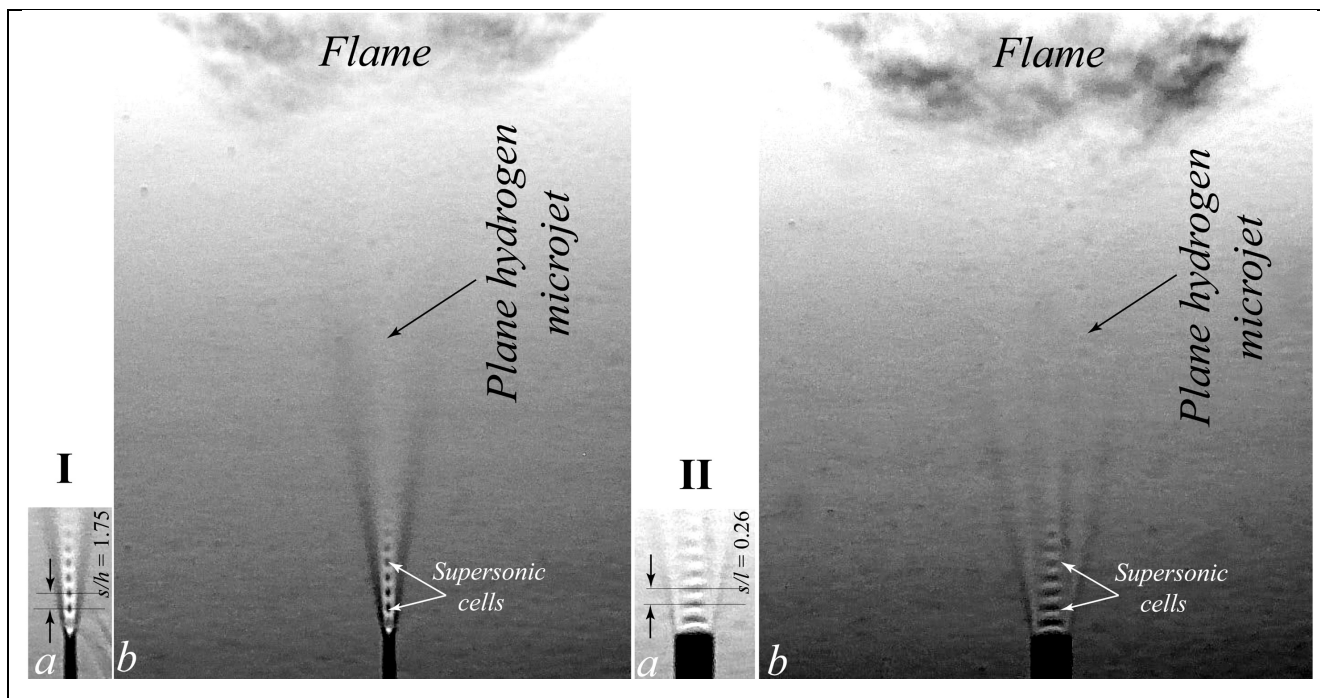 Flame
Plane hydrogen
microjet
I
s/h = 1.75
Supersonic
cells
a
b
Flame
Plane hydrogen
microjet
II
s/l = 0.26
Supersonic
cells
a
b